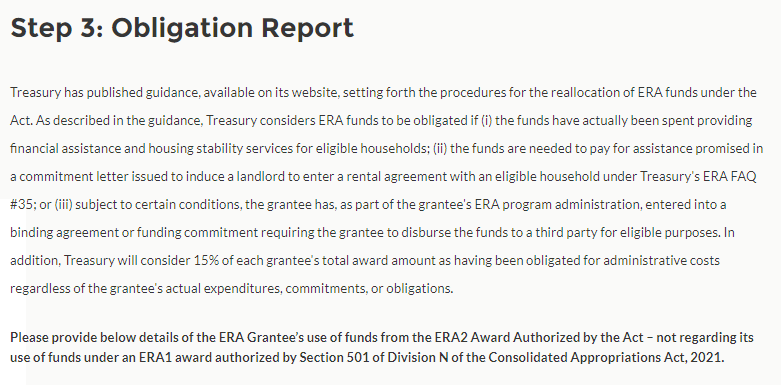 Step 3: Obligation Report
Treasury has published guidance, available on its website, setting forth the procedures for the reallocation of ERA funds under the
Act. As described in the guidance, Treasury considers ERA funds to be obligated if (i) the funds have actually been spent providing
financial assistance and housing stability services for eligible households; (ii) the funds are needed to pay for assistance promised in
a commitment letter issued to induce a landlord to enter a rental agreement with an eligible household under Treasury's ERA FAQ
#35; or (iii) subject to certain conditions, the grantee has, as part of the grantee's ERA program administration, entered into a
binding agreement or funding commitment requiring the grantee to disburse the funds to a third party for eligible purposes. In
addition, Treasury will consider 15% of each grantee's total award amount as having been obligated for administrative costs
regardless of the grantee's actual expenditures, commitments, or obligations.
Please provide below details of the ERA Grantee's use of funds from the ERA2 Award Authorized by the Act – not regarding its
use of funds under an ERA1 award authorized by Section 501 of Division N of the Consolidated Appropriations Act, 2021.